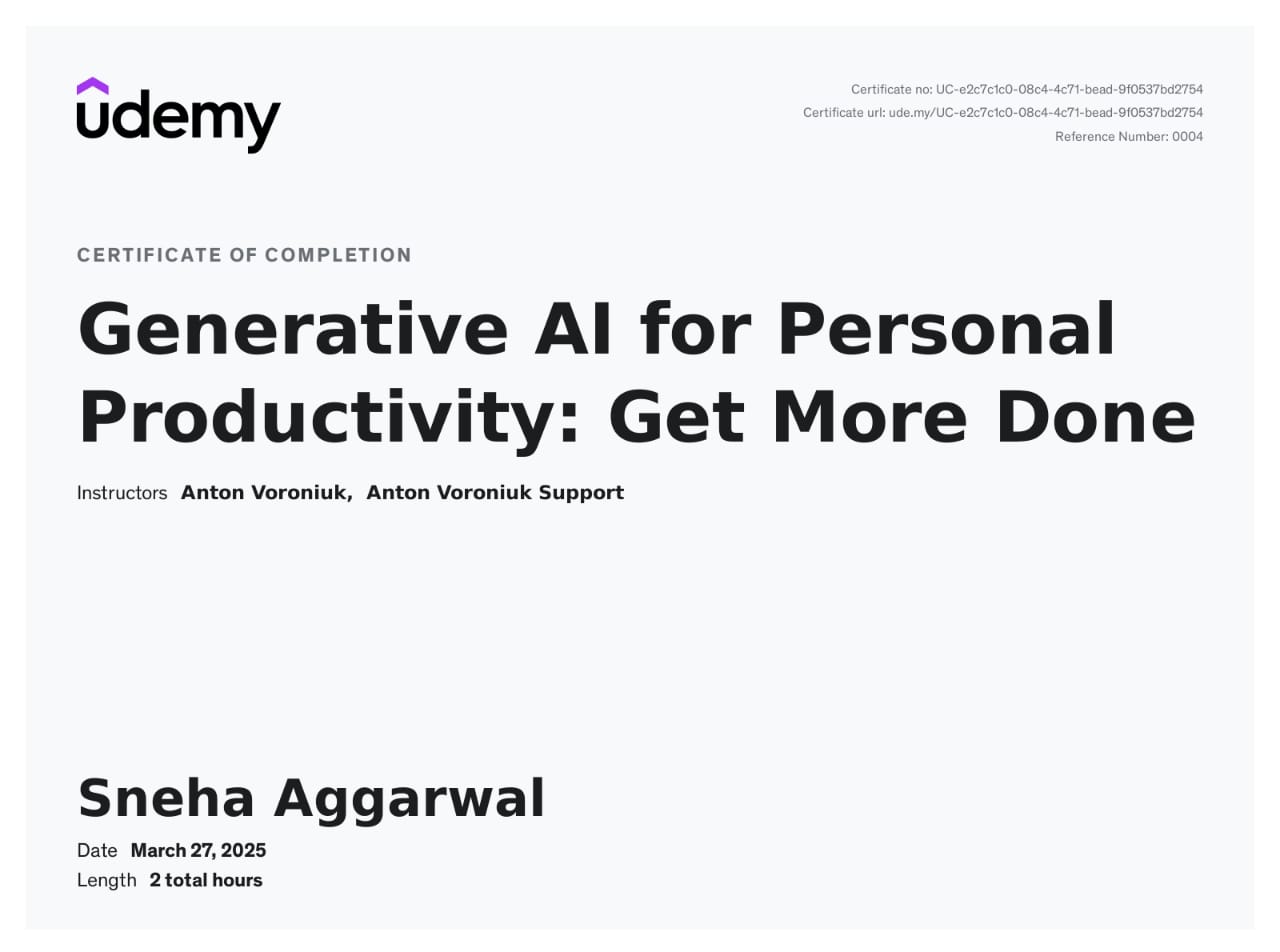 udemy
Certificate no: UC-e2c7c1c0-08c4-4c71-bead-9f0537bd2754
Certificate url: ude.my/UC-e2c7c1c0-08c4-4c71-bead-9f0537bd2754
Reference Number: 0004
CERTIFICATE OF COMPLETION
Generative AI for Personal
Productivity: Get More Done
Instructors Anton Voroniuk, Anton Voroniuk Support
Sneha Aggarwal
Date March 27, 2025
Length 2 total hours